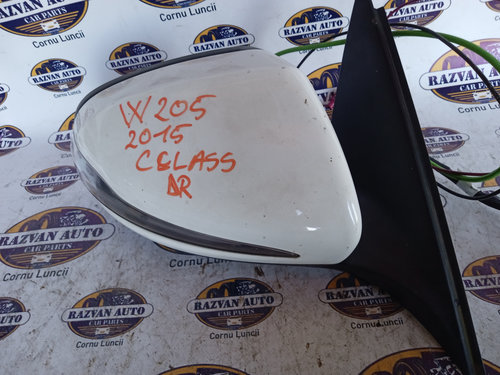 W205
2015
C CLASS
DR
RAZVAN AUTO
CAR PARTS
Cornu Luncii